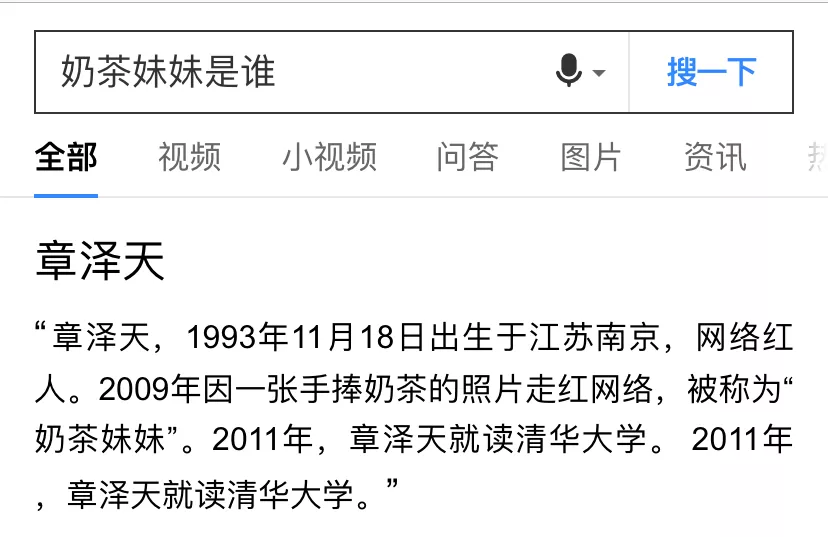 奶茶妹妹是谁 搜一下
全部 视频 小视频 问答 图片 资讯
章泽天
“章泽天，1993年11月18日出生于江苏南京，网络红
人。2009年因一张手捧奶茶的照片走红网络，被称为“
奶茶妹妹”。2011年，章泽天就读清华大学。 2011年
，章泽天就读清华大学。”